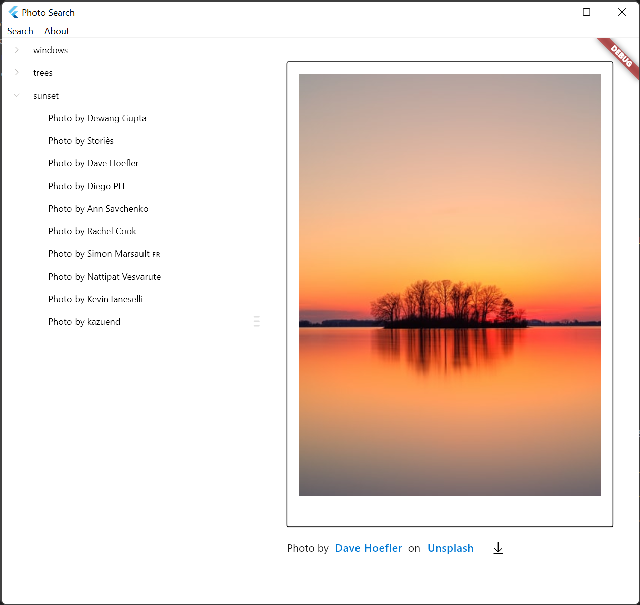 Photo Search
Search About
DEBUG
windows
trees
sunset
Photo by Dewang Gupta
Photo by Stories
Photo by Dave Hoefler
Photo by Diego PH
Photo by Ann Savchenko
Photo by Rachel Cook
Photo by Simon Marsault FR
Photo by Nattipat Vesvarute
Photo by Kevin Ianeselli
Photo by kazuend
Photo by Dave Hoefler on Unsplash